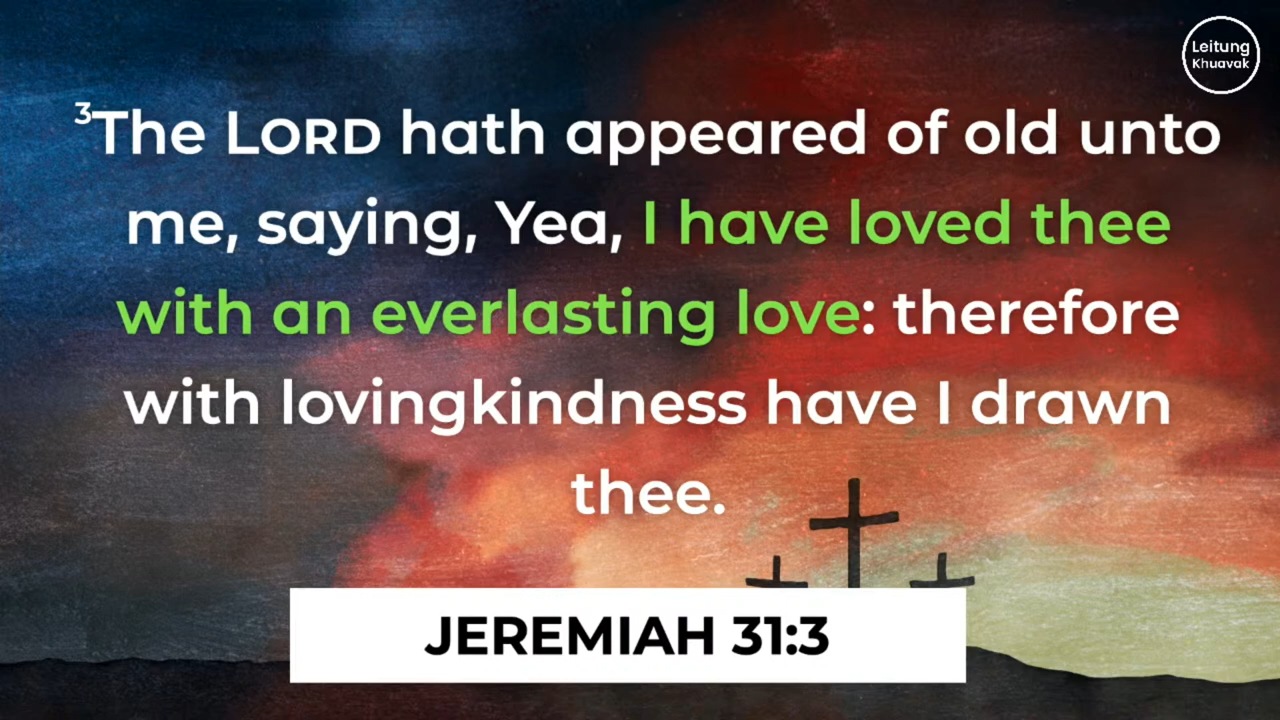 Leitung
Khuavak
3The LORD hath appeared of old unto
me, saying, Yea, I have loved thee
with an everlasting love: therefore
with lovingkindness have I drawn
thee.
JEREMIAH 31:3